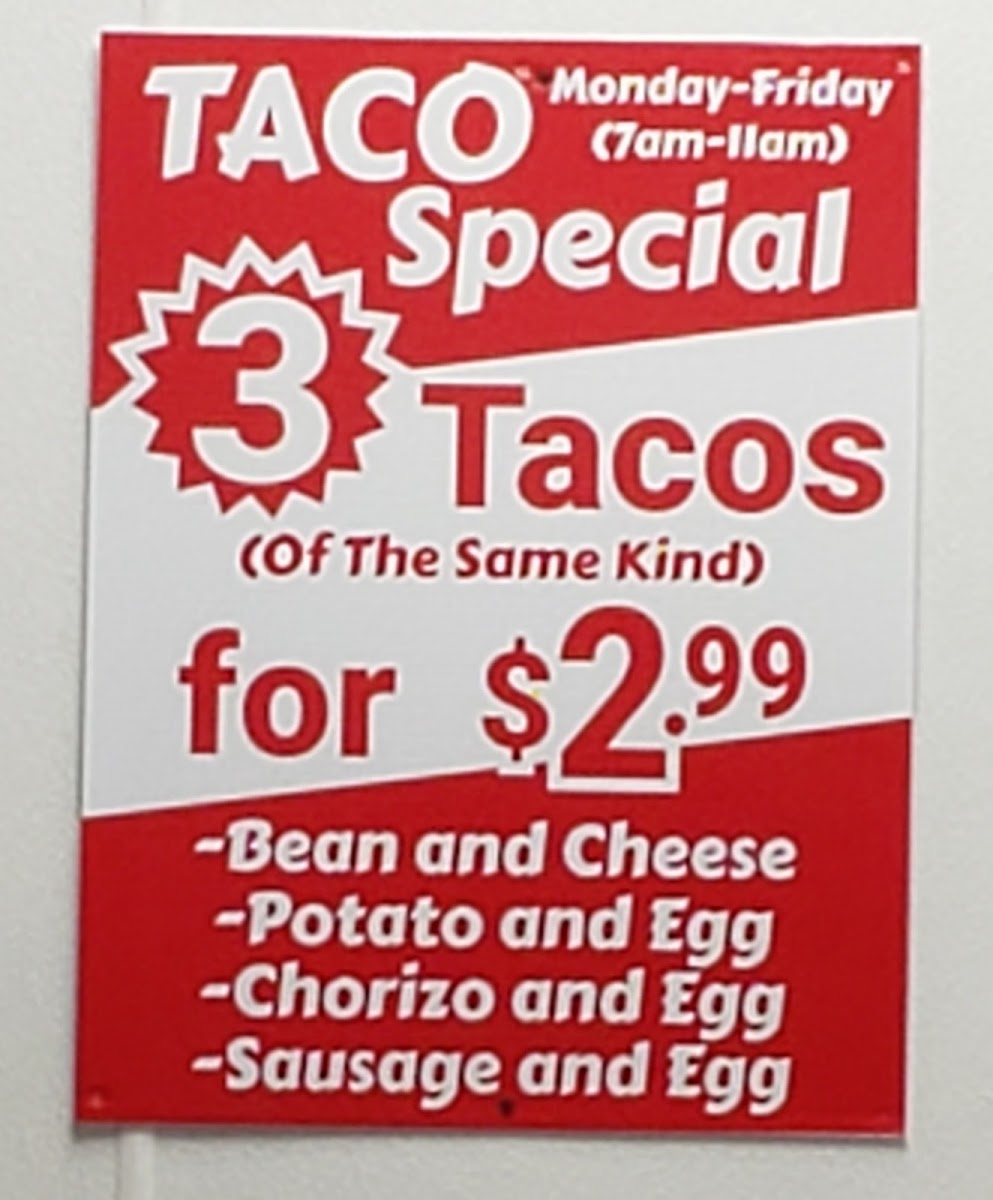 TACO Monday-Friday
(7am-11am)
Special
3 Tacos
(Of The Same Kind)
for $2.99
-Bean and Cheese
-Potato and Egg
-Chorizo and Egg
-Sausage and Egg